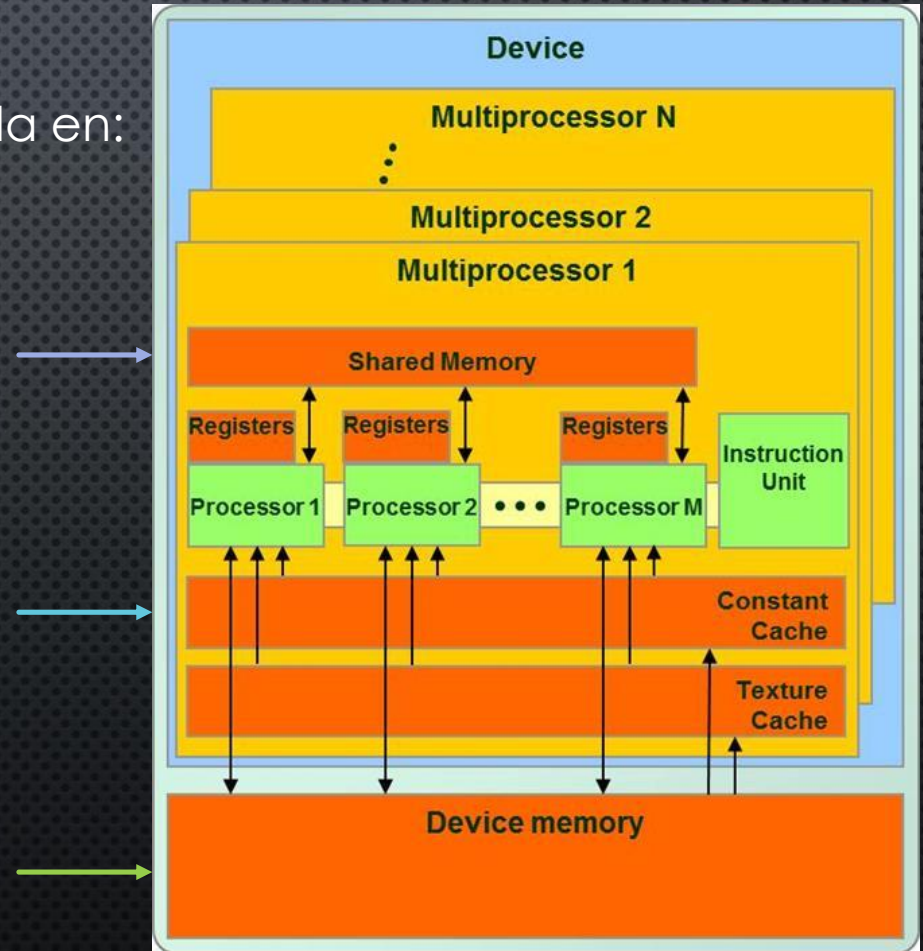 da en:
Device
Multiprocessor N
Multiprocessor 2
Multiprocessor 1
Shared Memory
Registers
Registers
Registers
Instruction
Unit
Processor 1
Processor 2
Processor M
Constant
Cache
Texture
Cache
Device memory